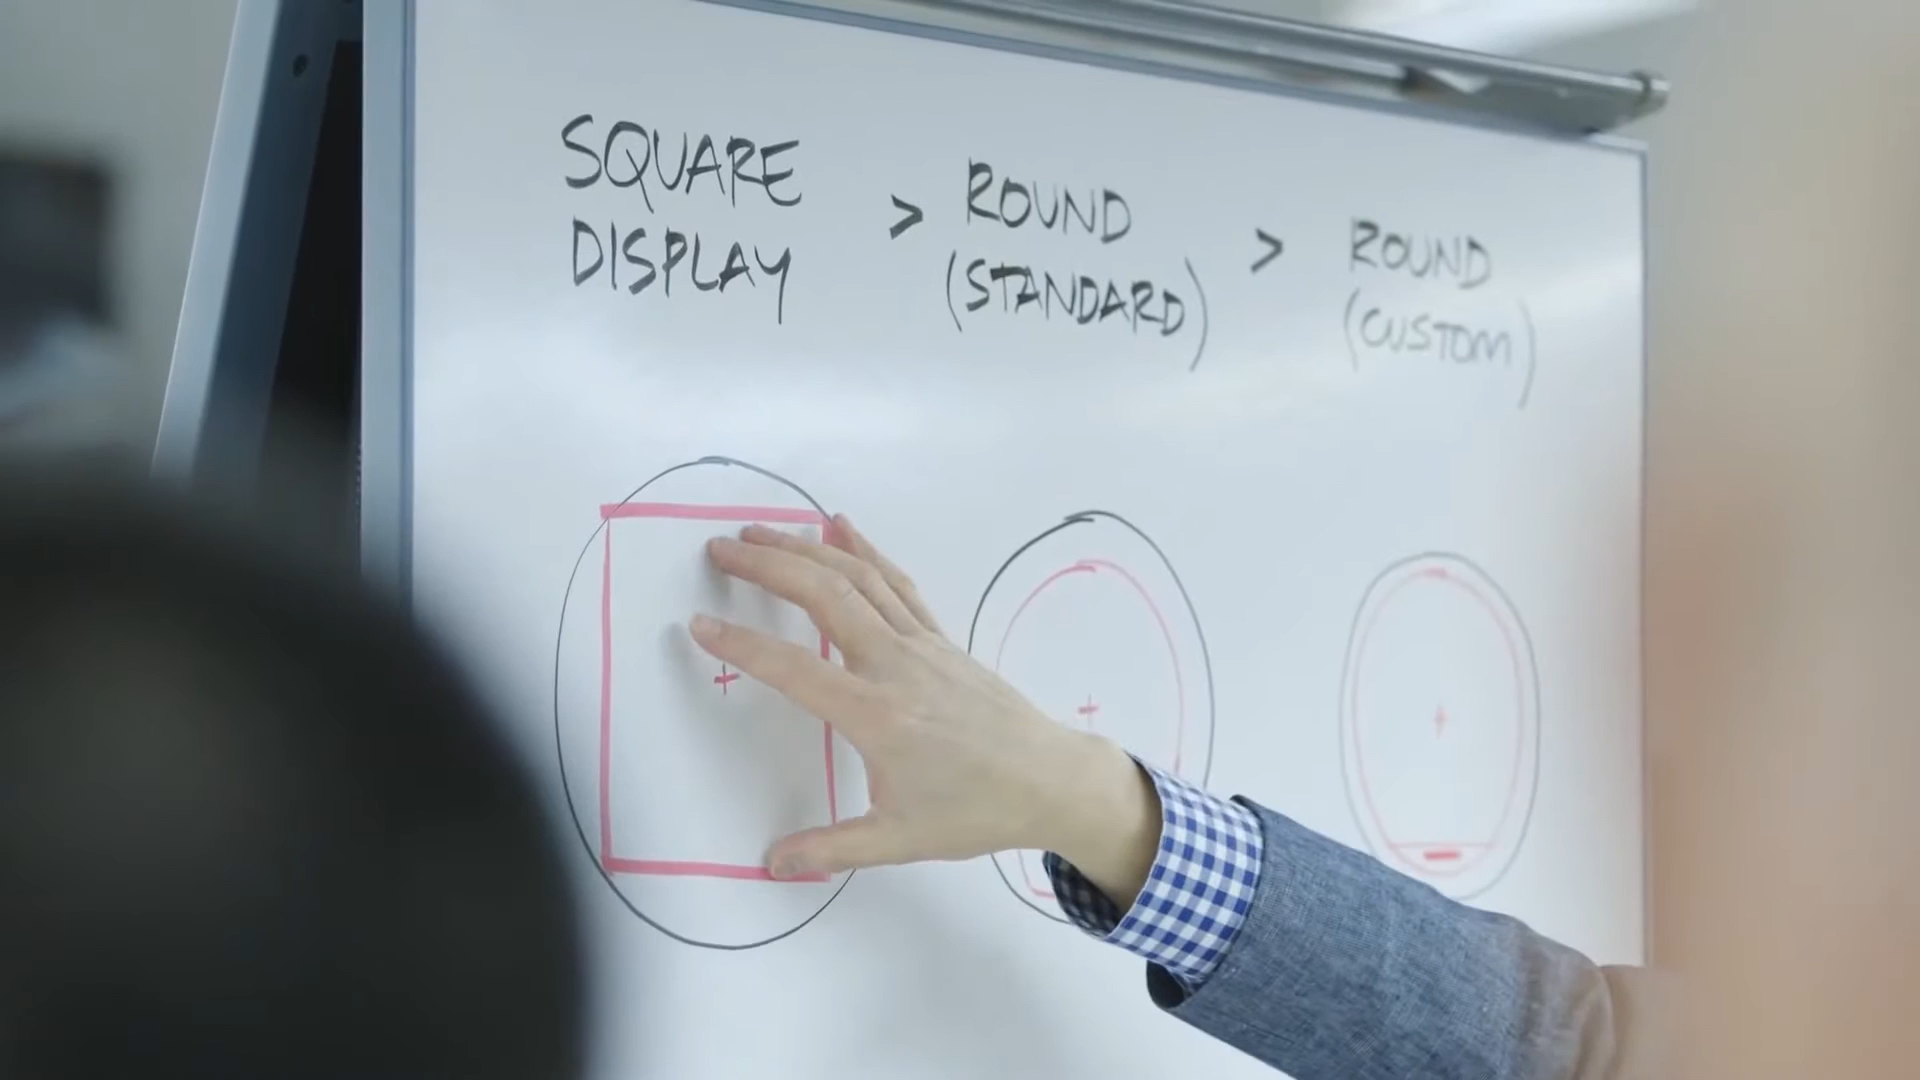 SQUARE
DISPLAY
>
ROUND
(STANDARD)
>
ROUND
(CUSTOM)